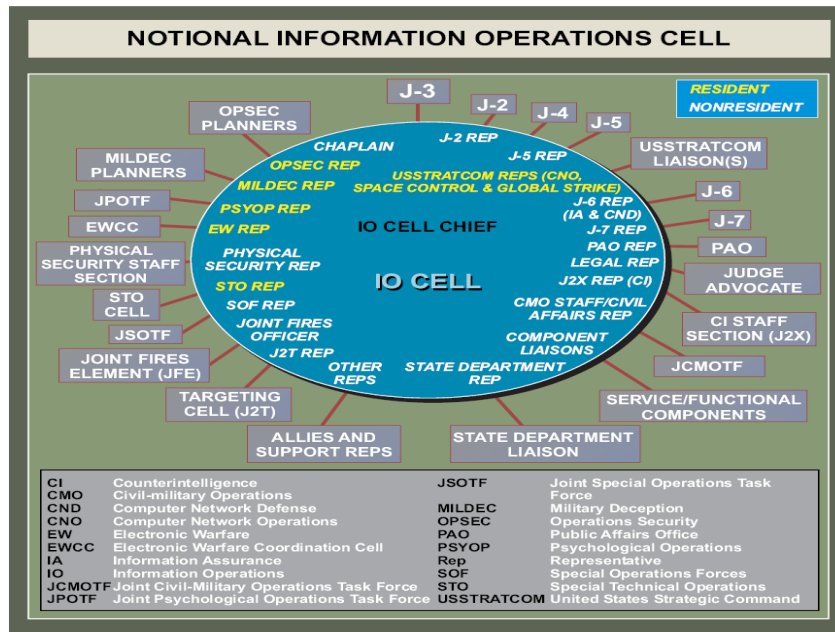 NOTIONAL INFORMATION OPERATIONS CELL
RESIDENT
NONRESIDENT
J-3
J-2
J-4
J-5
USSTRATCOM
LIAISON(S)
J-6
J-7
PAO
JUDGE
ADVOCATE
CI STAFF
SECTION (J2X)
JCMOTF
SERVICE/FUNCTIONAL
COMPONENTS
STATE DEPARTMENT
LIAISON
ALLIES AND
SUPPORT REPS
TARGETING
CELL (J2T)
JOINT FIRES
ELEMENT (JFE)
JSOTF
STO
CELL
PHYSICAL
SECURITY STAFF
SECTION
EWCC
JPOTF
MILDEC
PLANNERS
OPSEC
PLANNERS
CHAPLAIN
J-2 REP
J-5 REP
USSTRATCOM REPS (CNO,
SPACE CONTROL & GLOBAL STRIKE)
J-6 REP
(IA & CND)
J-7 REP
PAO REP
LEGAL REP
J2X REP (CI)
CMO STAFF/CIVIL
AFFAIRS REP
COMPONENT
LIAISONS
STATE DEPARTMENT
REP
OTHER
REPS
J2T REP
JOINT FIRES
OFFICER
SOF REP
STO REP
PHYSICAL
SECURITY REP
EW REP
PSYOP REP
MILDEC REP
OPSEC REP
IO CELL CHIEF
IO CELL
CI Counterintelligence
CMO Civil-military Operations
CND Computer Network Defense
CNO Computer Network Operations
EW Electronic Warfare
EWCC Electronic Warfare Coordination Cell
IA Information Assurance
IO Information Operations
JCMOTF Joint Civil-Military Operations Task Force
JPOTF Joint Psychological Operations Task Force
JSOTF Joint Special Operations Task
Force
MILDEC Military Deception
OPSEC Operations Security
PAO Public Affairs Office
PSYOP Psychological Operations
Rep Representative
SOF Special Operations Forces
STO Special Technical Operations
USSTRATCOM United States Strategic Command